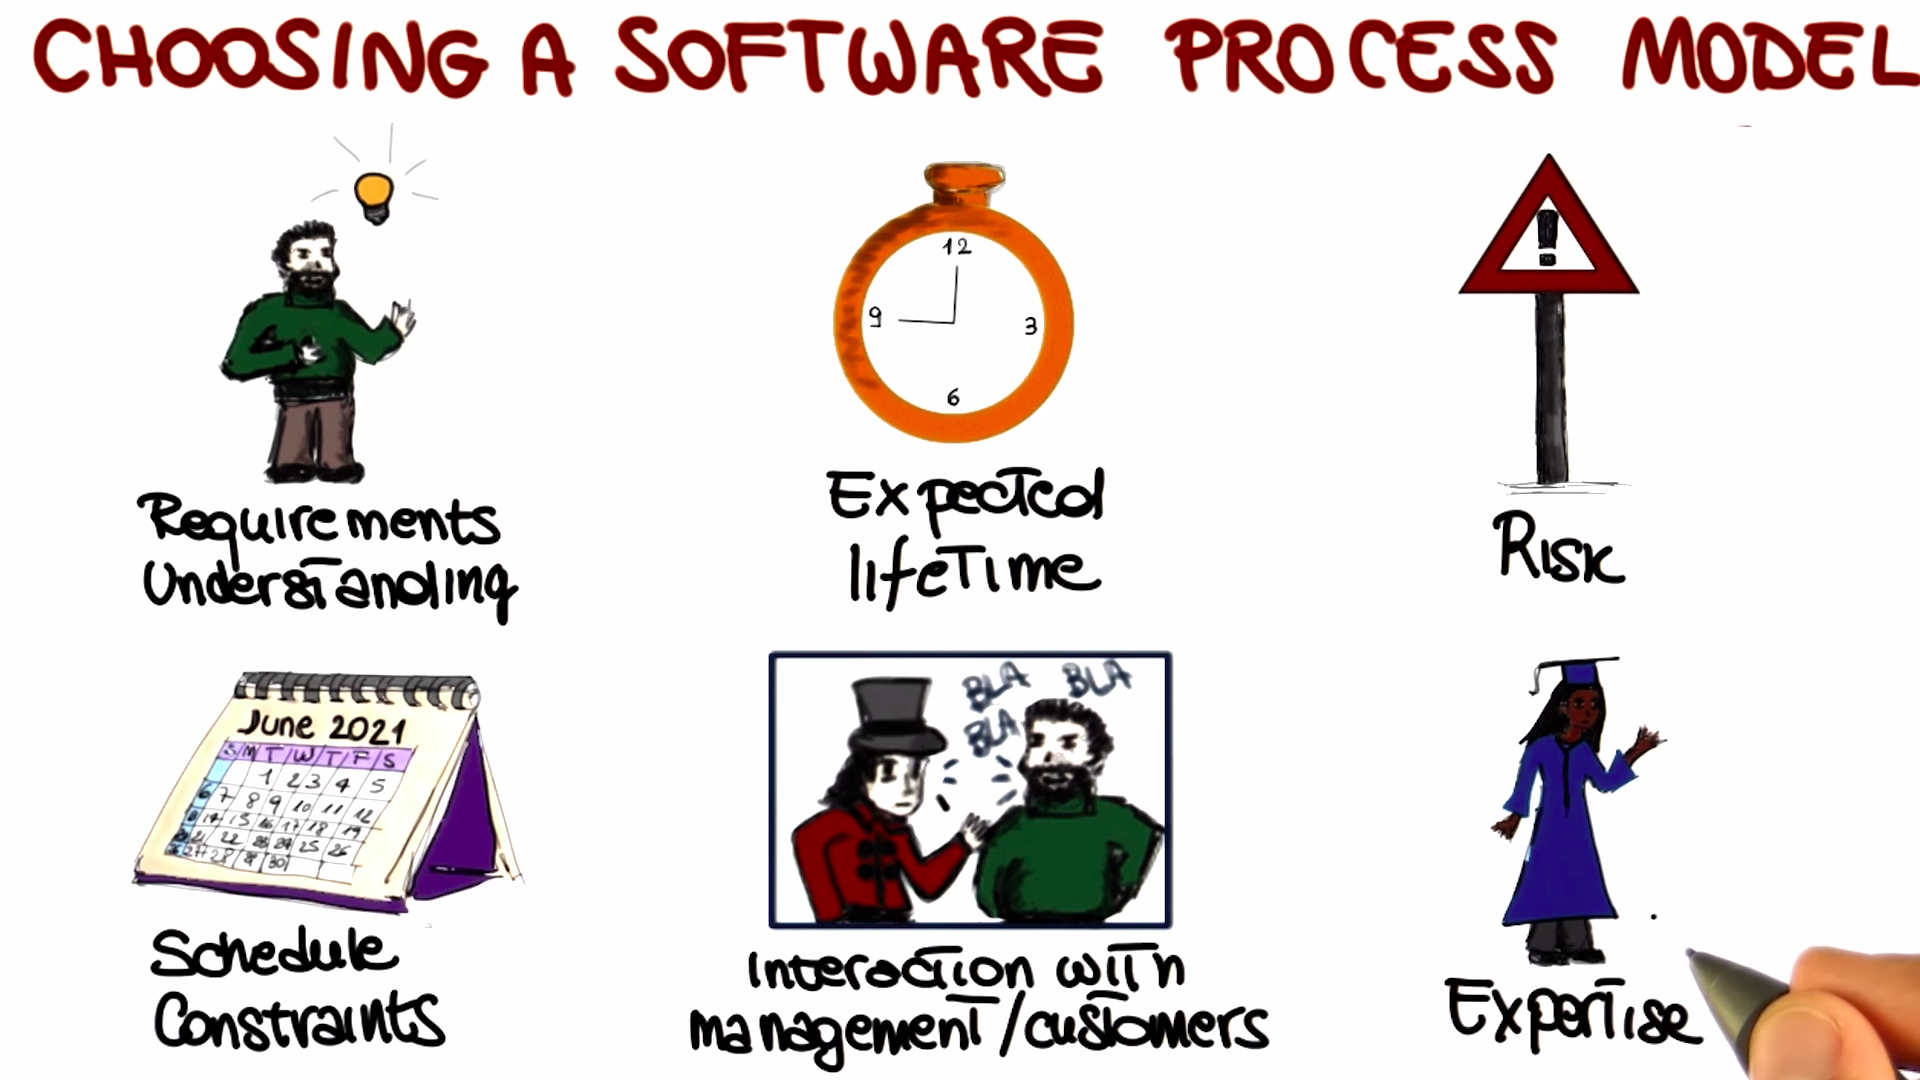 CHOOSING A SOFTWARE PROCESS MODEL
12
9
3
6
!
Requirements
Understanding
Expected
lifetime
Risk
June 2021
S M T W T F S
1 2 3 4 5
6 7 8 9 10 11 12
14 15 16 17 18 19
21 22 23 24 25 26
27 28 29 30
BLA BLA
BLA
Schedule
Constraints
Interaction with
management/customers
Expertise